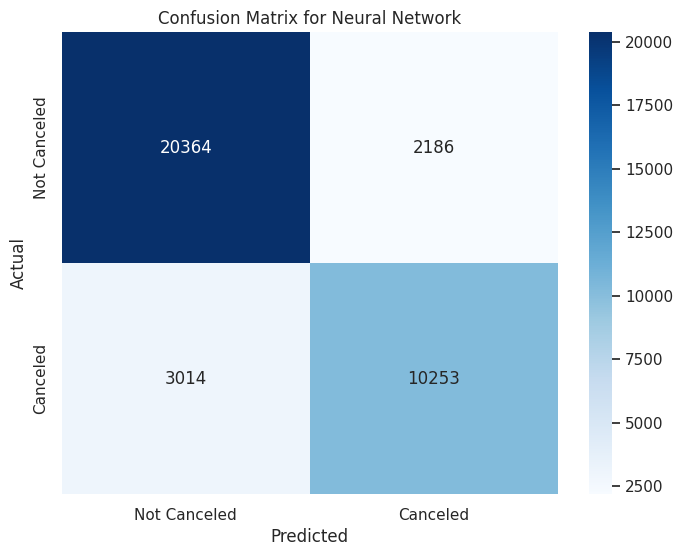 Confusion Matrix for Neural Network
Actual
Not Canceled
Canceled
20364
2186
3014
10253
Not Canceled
Canceled
Predicted
20000
17500
15000
12500
10000
7500
5000
2500